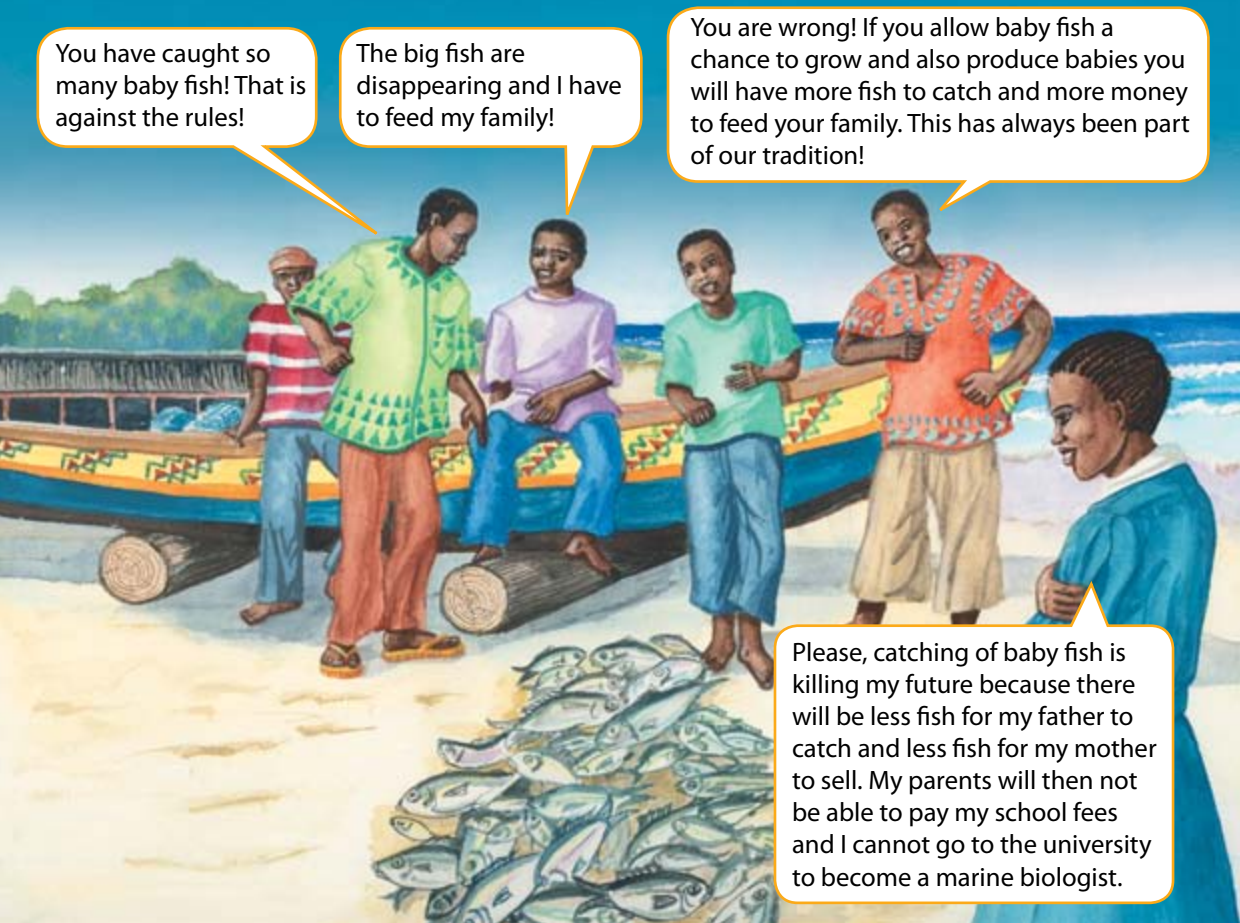 You have caught so
many baby fish! That is
against the rules!
The big fish are
disappearing and I have
to feed my family!
You are wrong! If you allow baby fish a
chance to grow and also produce babies you
will have more fish to catch and more money
to feed your family. This has always been part
of our tradition!
Please, catching of baby fish is
killing my future because there
will be less fish for my father to
catch and less fish for my mother
to sell. My parents will then not
be able to pay my school fees
and I cannot go to the university
to become a marine biologist.